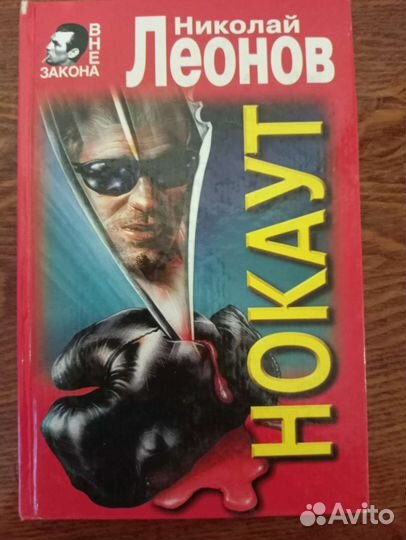 ВНЕ
ЗАКОНА
Николай
Леонов
НОКАУТ
Avito